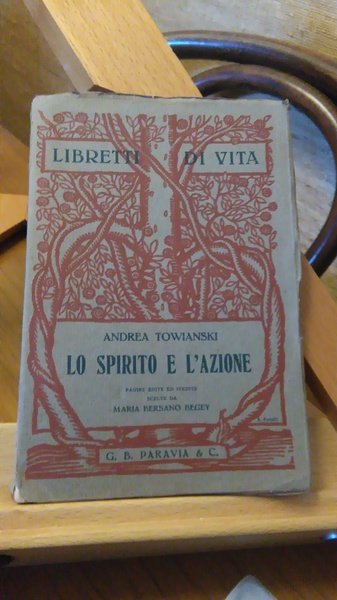 LIBRETTI DI VITA
ANDREA TOWIANSKI
LO SPIRITO E L'AZIONE
PAGINE EDITE ED INEDITE
SCELTE DA
MARIA BERSANO BEGEY
G. B. PARAVIA & C.